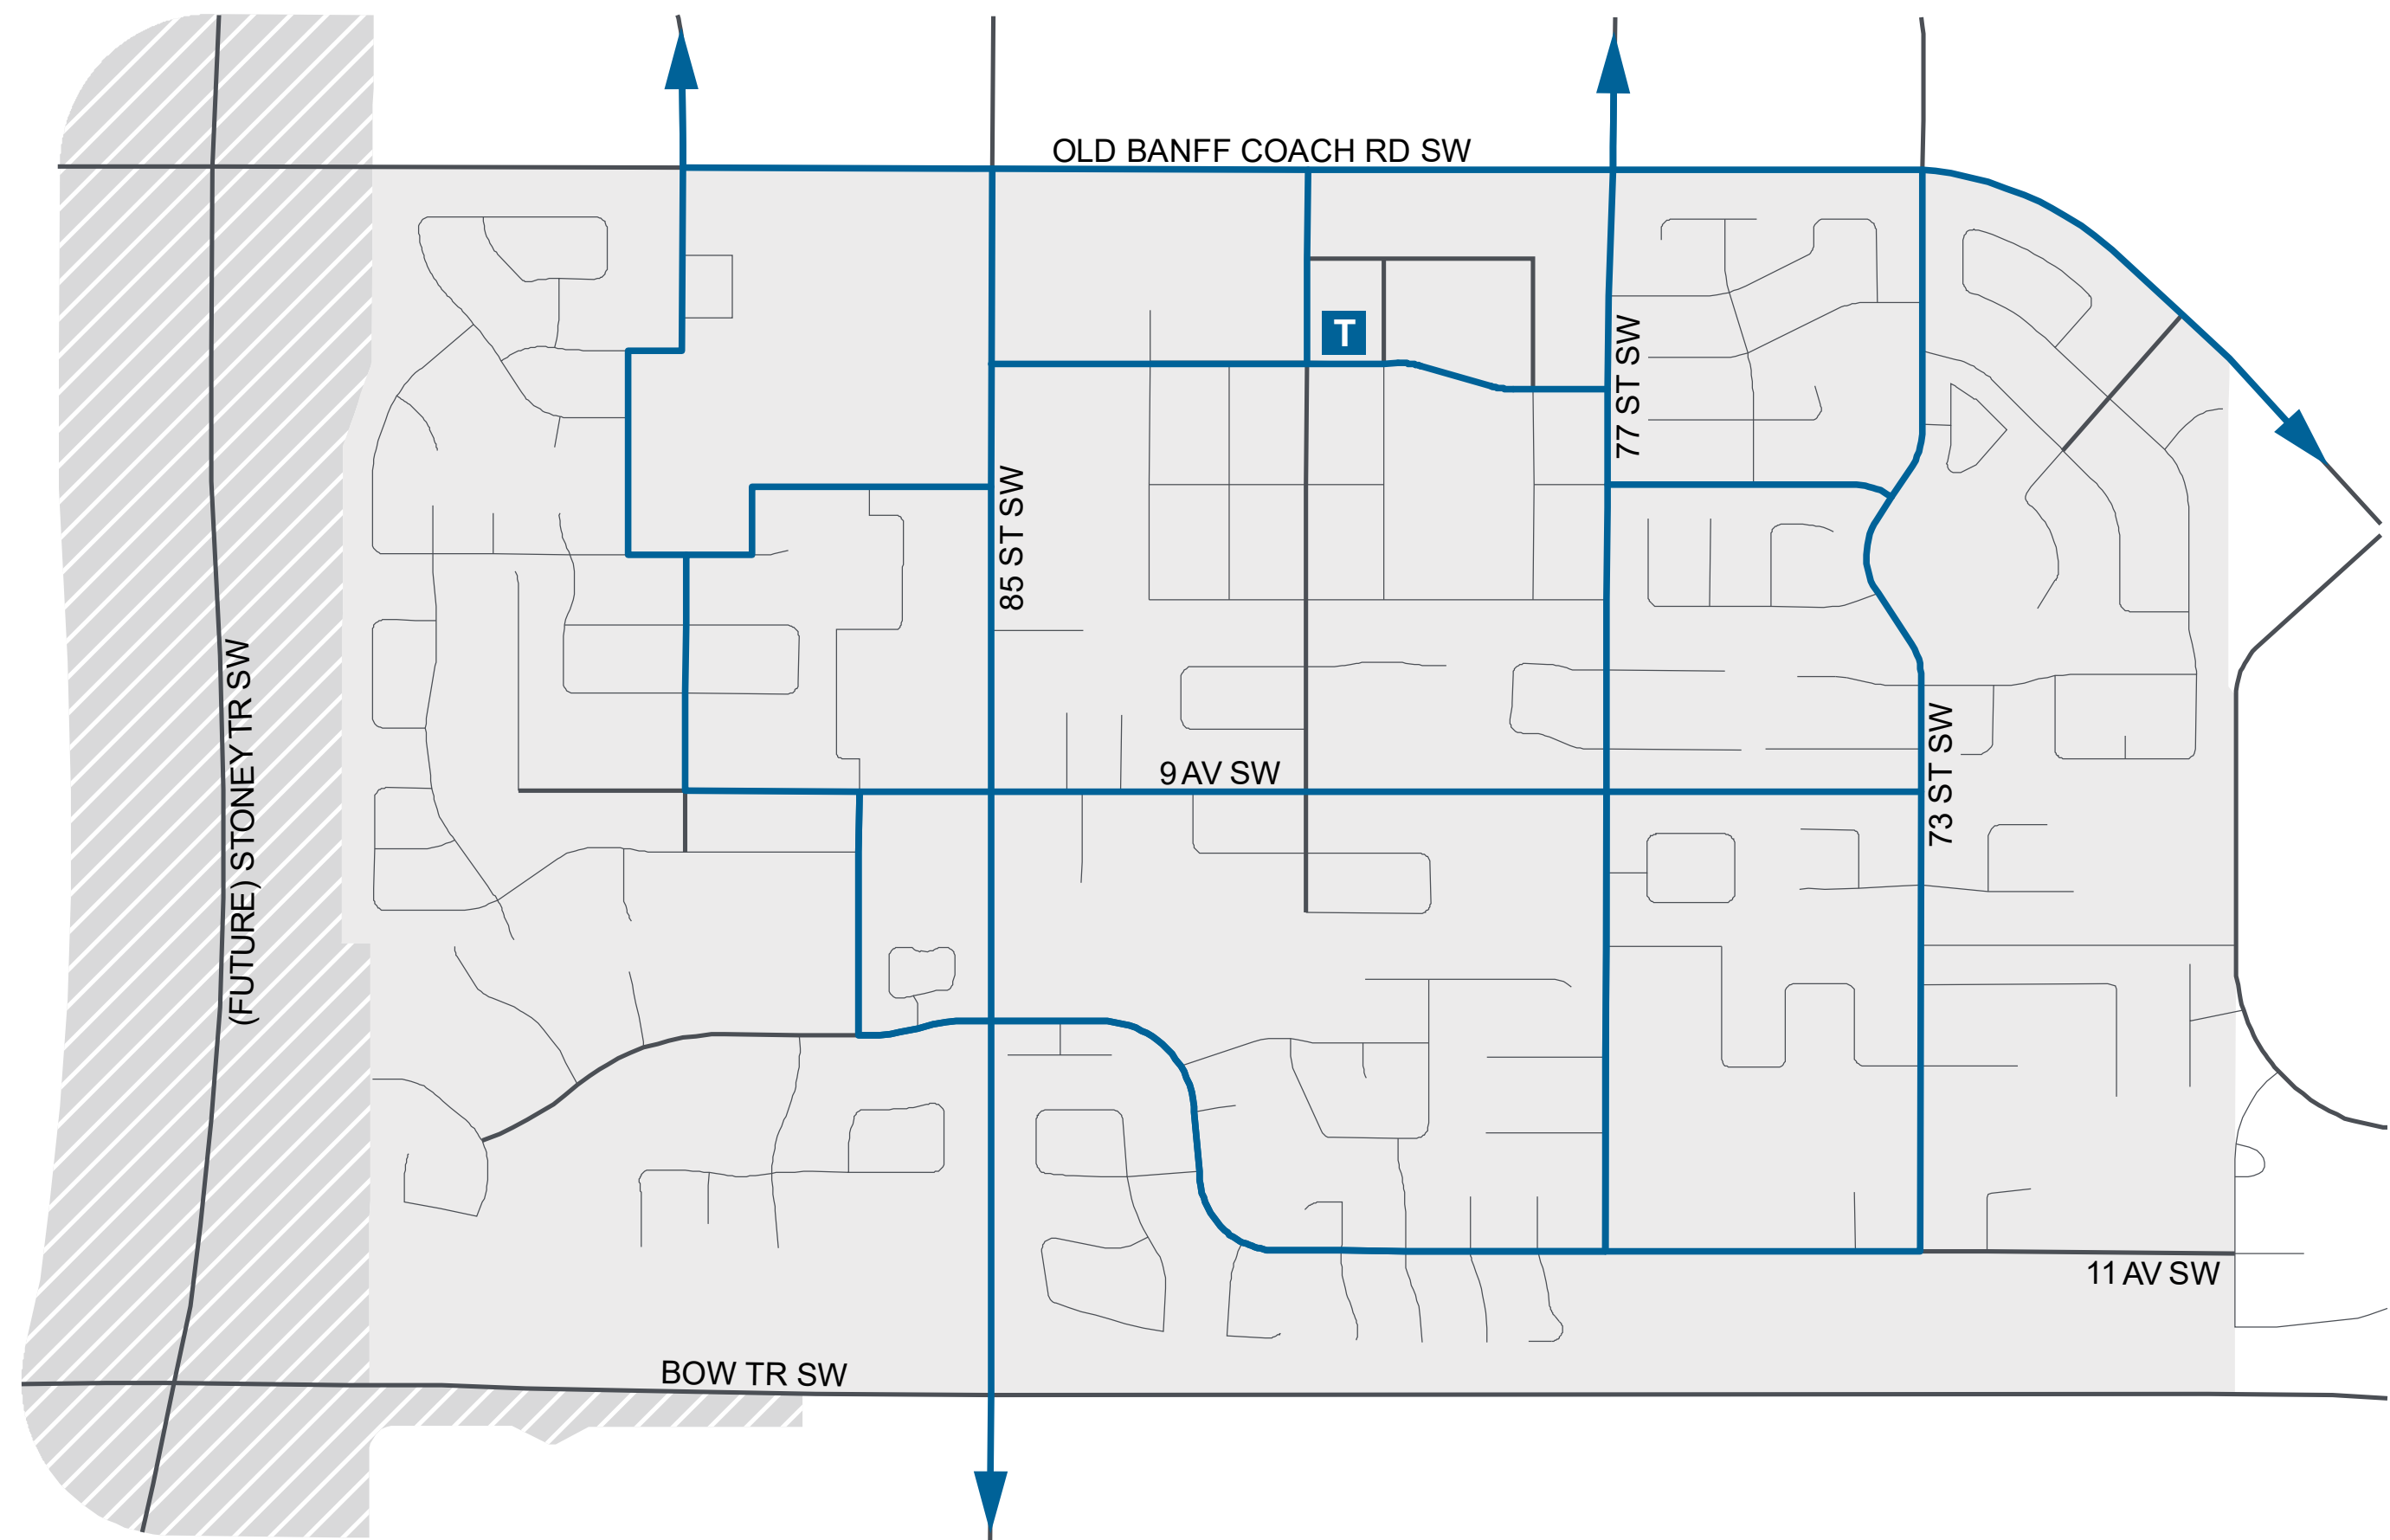 OLD BANFF COACH RD SW
T
77 ST SW
85 ST SW
(FUTURE) STONEY TR SW
73 ST SW
9 AV SW
11 AV SW
BOW TR SW